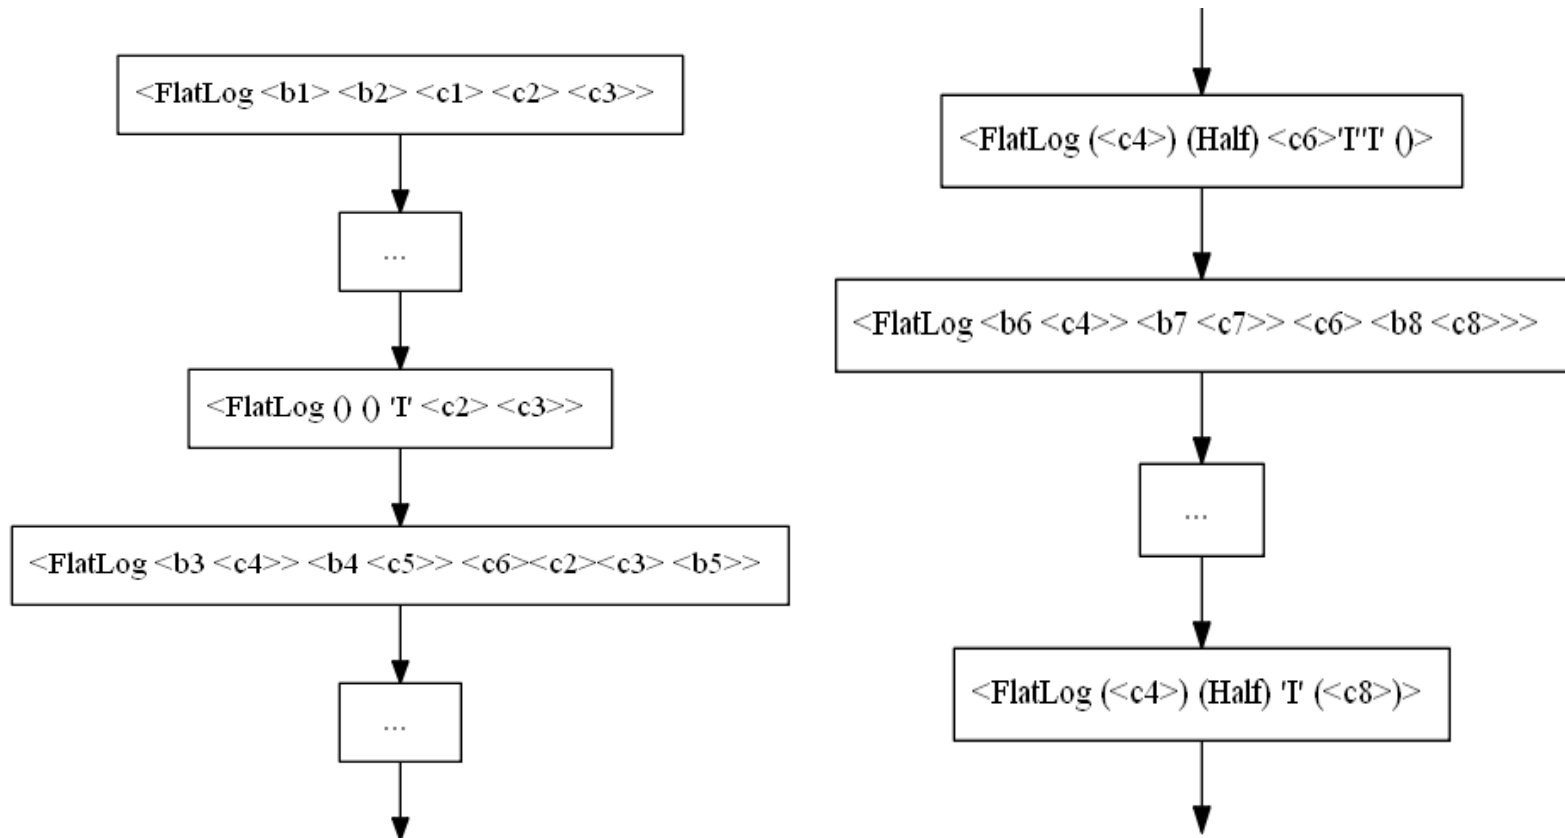 <FlatLog <b1> <b2> <c1> <c2> <c3>>
...
<FlatLog () () 'I' <c2> <c3>>
<FlatLog <b3 <c4>> <b4 <c5>> <c6><c2><c3> <b5>>
...
<FlatLog (<c4>) (Half) <c6>'I''I' ()>
<FlatLog <b6 <c4>> <b7 <c7>> <c6> <b8 <c8>>>
...
<FlatLog (<c4>) (Half) 'I' (<c8>)>